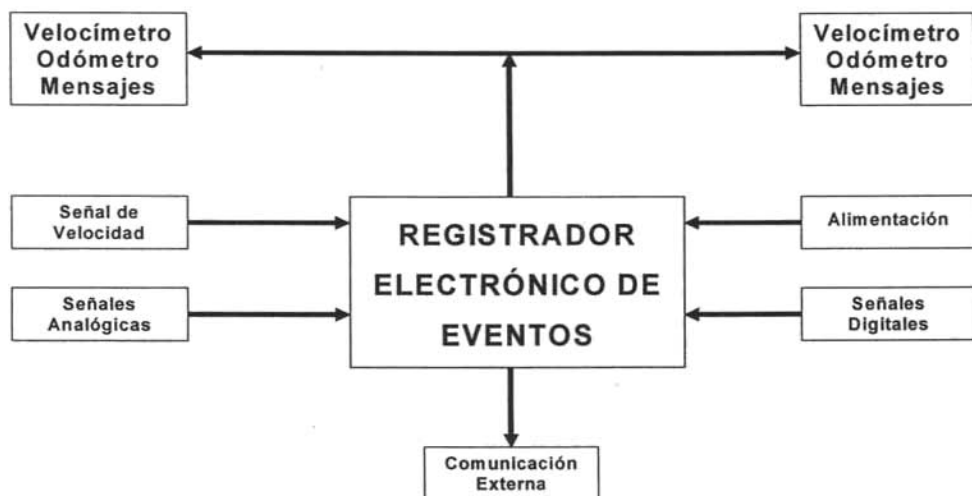 Velocímetro
Odómetro
Mensajes
Velocímetro
Odómetro
Mensajes
Señal de
Velocidad
REGISTRADOR
ELECTRÓNICO DE
EVENTOS
Alimentación
Señales
Analógicas
Señales
Digitales
Comunicación
Externa